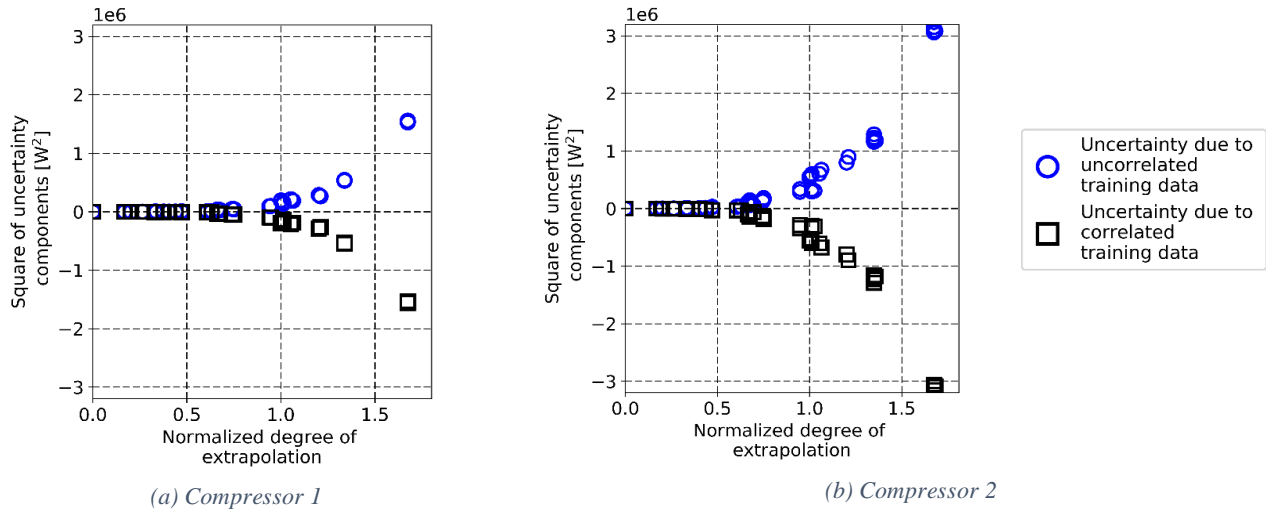 1e6
3
2
1
0
−1
−2
−3
Square of uncertainty
components [W²]
0.0 0.5 1.0 1.5
Normalized degree of
extrapolation
(a) Compressor 1
1e6
3
2
1
0
−1
−2
−3
Square of uncertainty
components [W²]
0.0 0.5 1.0 1.5
Normalized degree of
extrapolation
(b) Compressor 2
Uncertainty due to
uncorrelated
training data
Uncertainty due to
correlated
training data